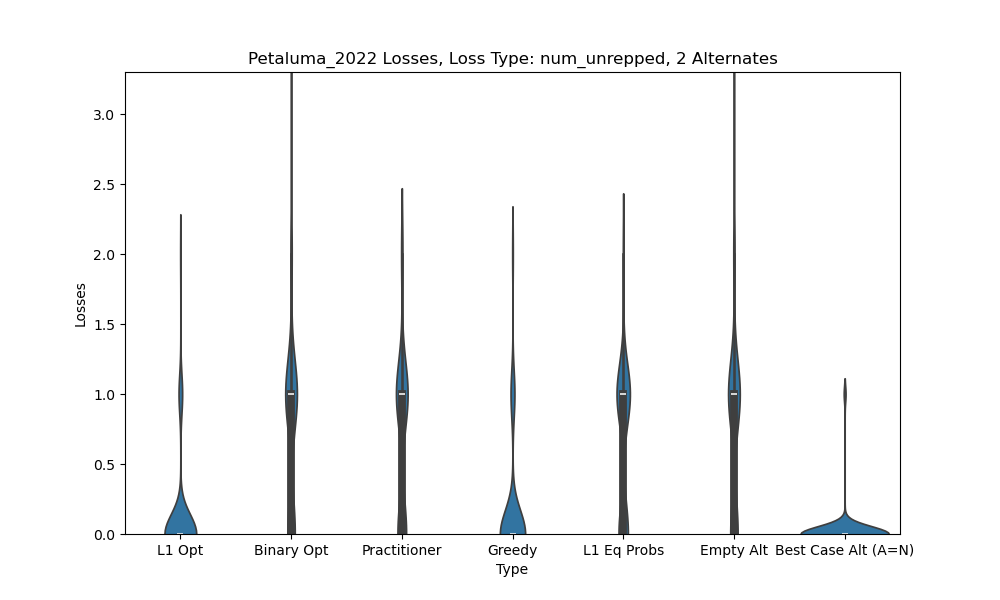 Petaluma_2022 Losses, Loss Type: num_unrepped, 2 Alternates
3.0
2.5
2.0
Losses
1.5
1.0
0.5
0.0
L1 Opt Binary Opt Practitioner Greedy L1 Eq Probs Empty Alt Best Case Alt (A=N)
Type